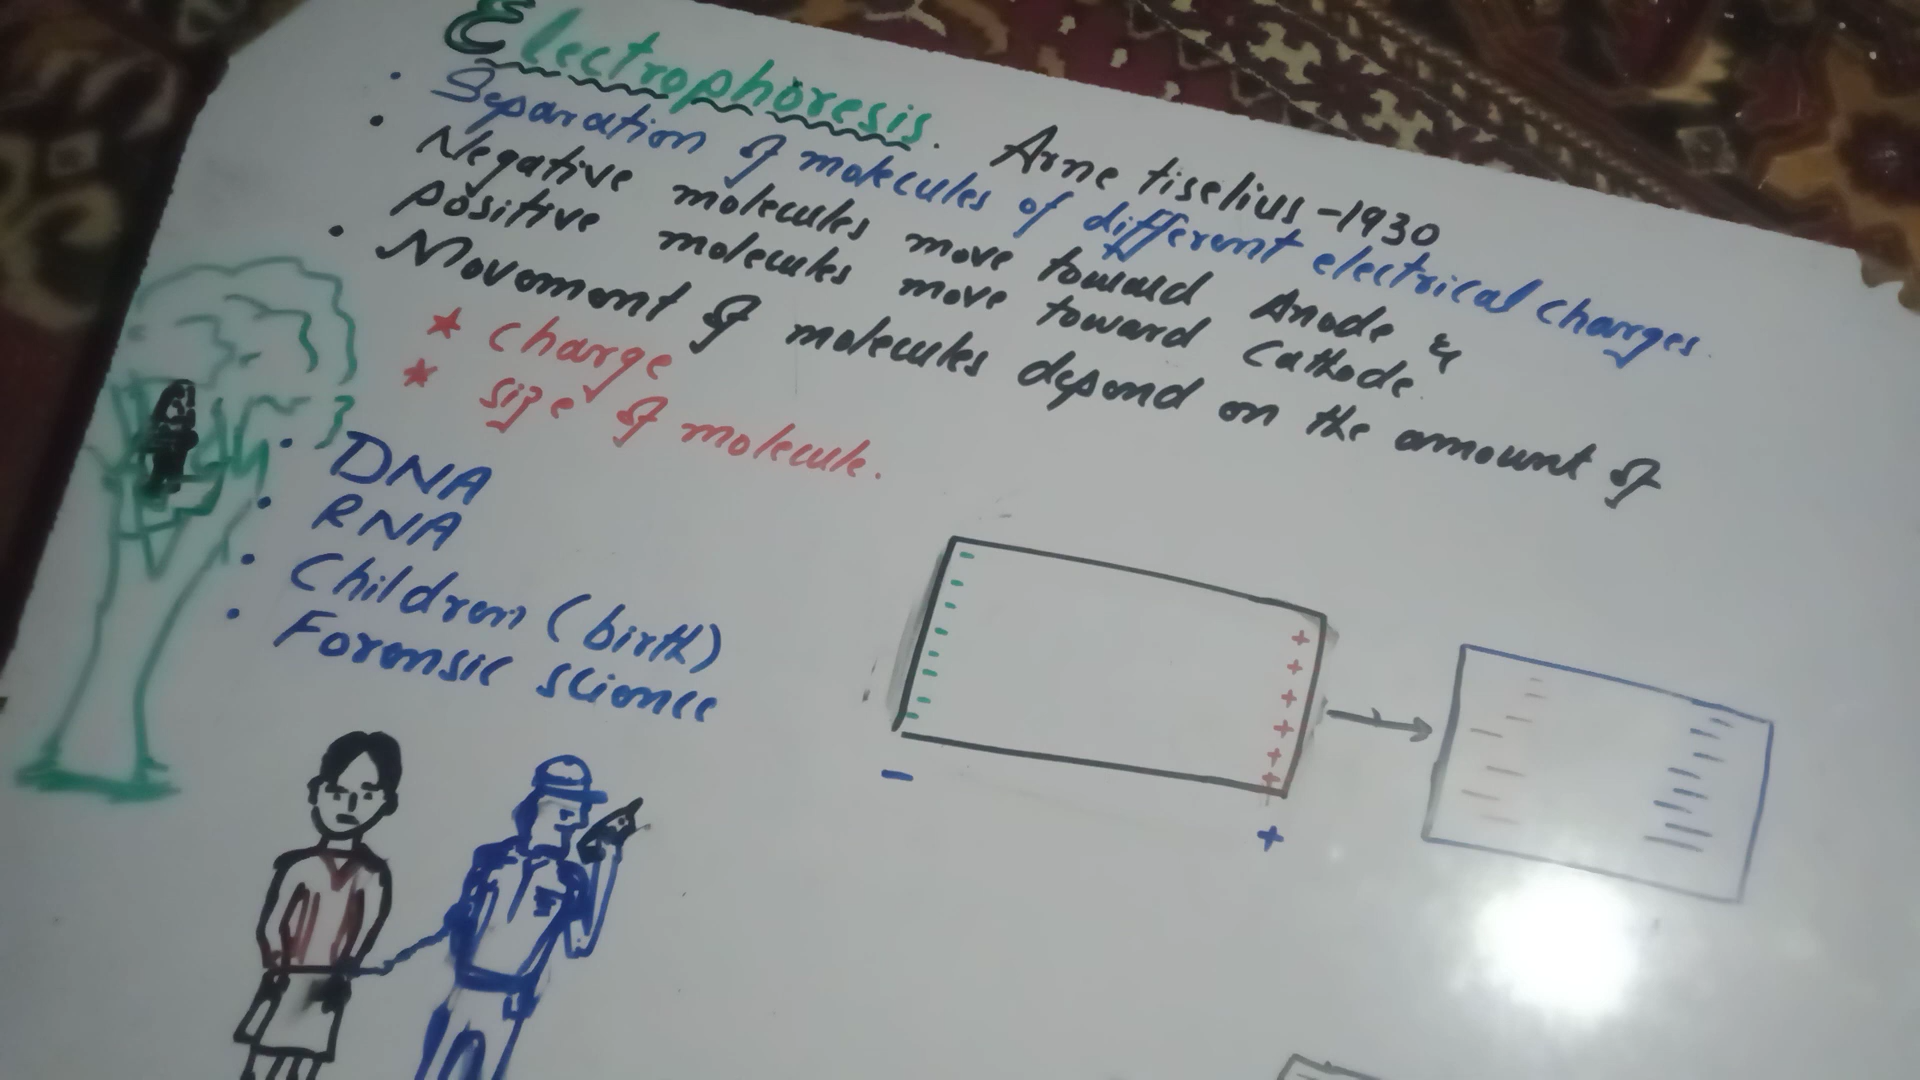 Electrophoresis. Arne tiselius -1930
• Separation of molecules of different electrical charges.
• Negative molecules move toward Anode &
positive molecules move toward Cathode.
• Movement of molecules depend on the amount of
* charge
* size of molecule.
• DNA
• RNA
• Children (birth)
• Forensic science
- +